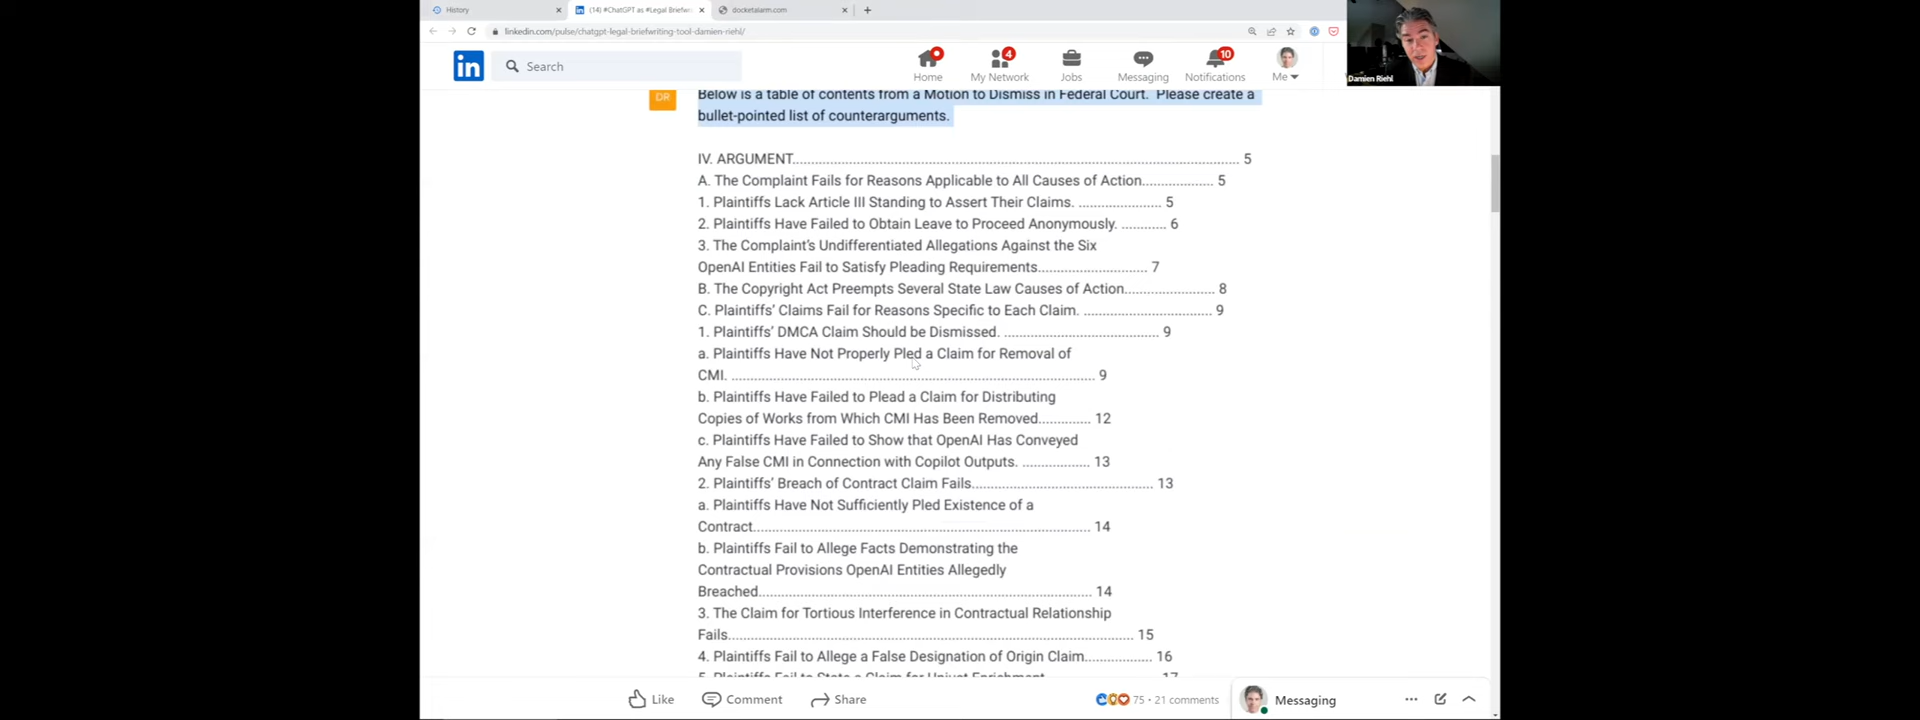 History
(14) #ChatGPT as #Legal Briefwri
docketalarm.com
linkedin.com/pulse/chatgpt-legal-briefwriting-tool-damien-riehl/
in
Search
Home
4
My Network
Jobs
Messaging
10
Notifications
Me
Damien Riehl
DR
Below is a table of contents from a Motion to Dismiss in Federal Court. Please create a
bullet-pointed list of counterarguments.
IV. ARGUMENT............................................................................................................ 5
A. The Complaint Fails for Reasons Applicable to All Causes of Action.................. 5
1. Plaintiffs Lack Article III Standing to Assert Their Claims. ..................... 5
2. Plaintiffs Have Failed to Obtain Leave to Proceed Anonymously. ........... 6
3. The Complaint’s Undifferentiated Allegations Against the Six
OpenAI Entities Fail to Satisfy Pleading Requirements........................... 7
B. The Copyright Act Preempts Several State Law Causes of Action...................... 8
C. Plaintiffs’ Claims Fail for Reasons Specific to Each Claim. ................................ 9
1. Plaintiffs’ DMCA Claim Should be Dismissed. ...................................... 9
a. Plaintiffs Have Not Properly Pled a Claim for Removal of
CMI. ........................................................................................ 9
b. Plaintiffs Have Failed to Plead a Claim for Distributing
Copies of Works from Which CMI Has Been Removed............. 12
c. Plaintiffs Have Failed to Show that OpenAI Has Conveyed
Any False CMI in Connection with Copilot Outputs. ................. 13
2. Plaintiffs’ Breach of Contract Claim Fails............................................. 13
a. Plaintiffs Have Not Sufficiently Pled Existence of a
Contract..................................................................................... 14
b. Plaintiffs Fail to Allege Facts Demonstrating the
Contractual Provisions OpenAI Entities Allegedly
Breached.................................................................................... 14
3. The Claim for Tortious Interference in Contractual Relationship
Fails.................................................................................................... 15
4. Plaintiffs Fail to Allege a False Designation of Origin Claim.................. 16
5. Plaintiffs Fail to State a Claim for Unjust Enrichment............................ 17
Like
Comment
Share
75 · 21 comments
Messaging